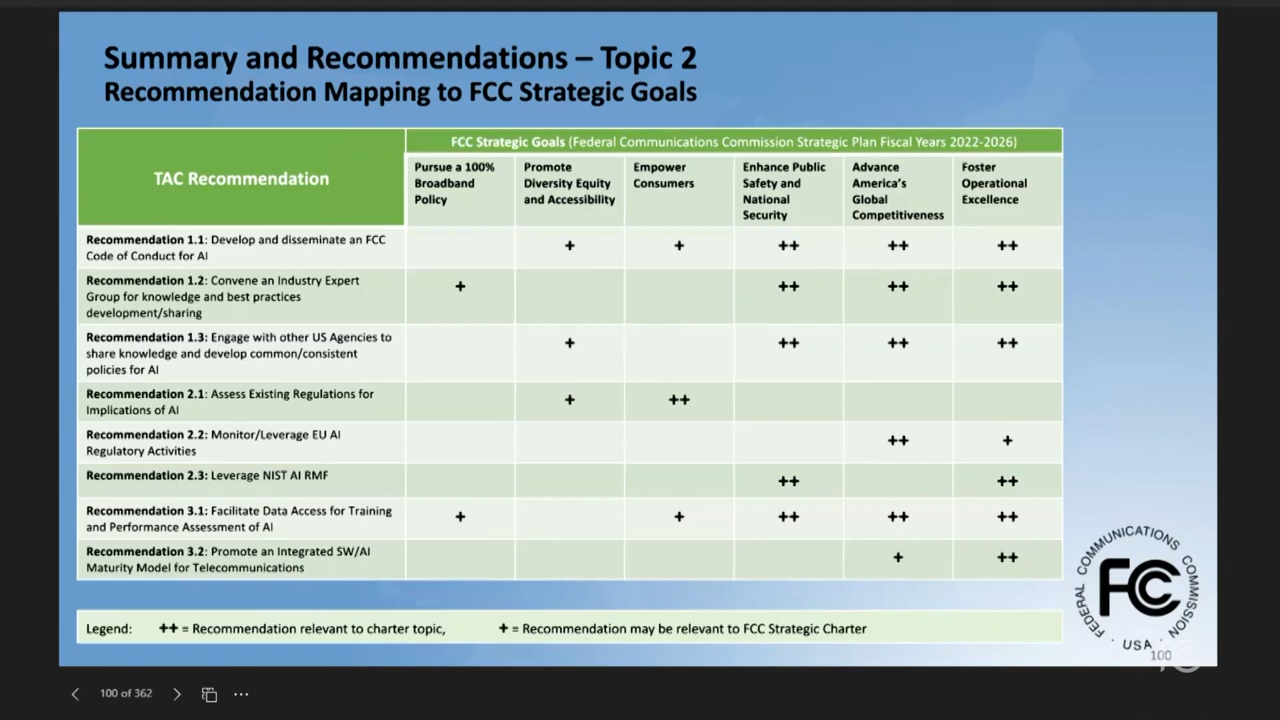 Summary and Recommendations – Topic 2
Recommendation Mapping to FCC Strategic Goals
TAC Recommendation
FCC Strategic Goals (Federal Communications Commission Strategic Plan Fiscal Years 2022-2026)
Pursue a 100% Broadband Policy
Promote Diversity Equity and Accessibility
Empower Consumers
Enhance Public Safety and National Security
Advance America's Global Competitiveness
Foster Operational Excellence
Recommendation 1.1: Develop and disseminate an FCC
Code of Conduct for AI
+ + ++ ++ ++
Recommendation 1.2: Convene an Industry Expert
Group for knowledge and best practices
development/sharing
+ ++ ++ ++
Recommendation 1.3: Engage with other US Agencies to
share knowledge and develop common/consistent
policies for AI
+ ++ ++ ++
Recommendation 2.1: Assess Existing Regulations for
Implications of AI
+ ++
Recommendation 2.2: Monitor/Leverage EU AI
Regulatory Activities
++ +
Recommendation 2.3: Leverage NIST AI RMF
++ ++
Recommendation 3.1: Facilitate Data Access for Training
and Performance Assessment of AI
+ + ++ ++ ++
Recommendation 3.2: Promote an Integrated SW/AI
Maturity Model for Telecommunications
+ ++
Legend: ++ = Recommendation relevant to charter topic, + = Recommendation may be relevant to FCC Strategic Charter
FEDERAL COMMUNICATIONS COMMISSION
FCC
· USA ·
100
100 of 362